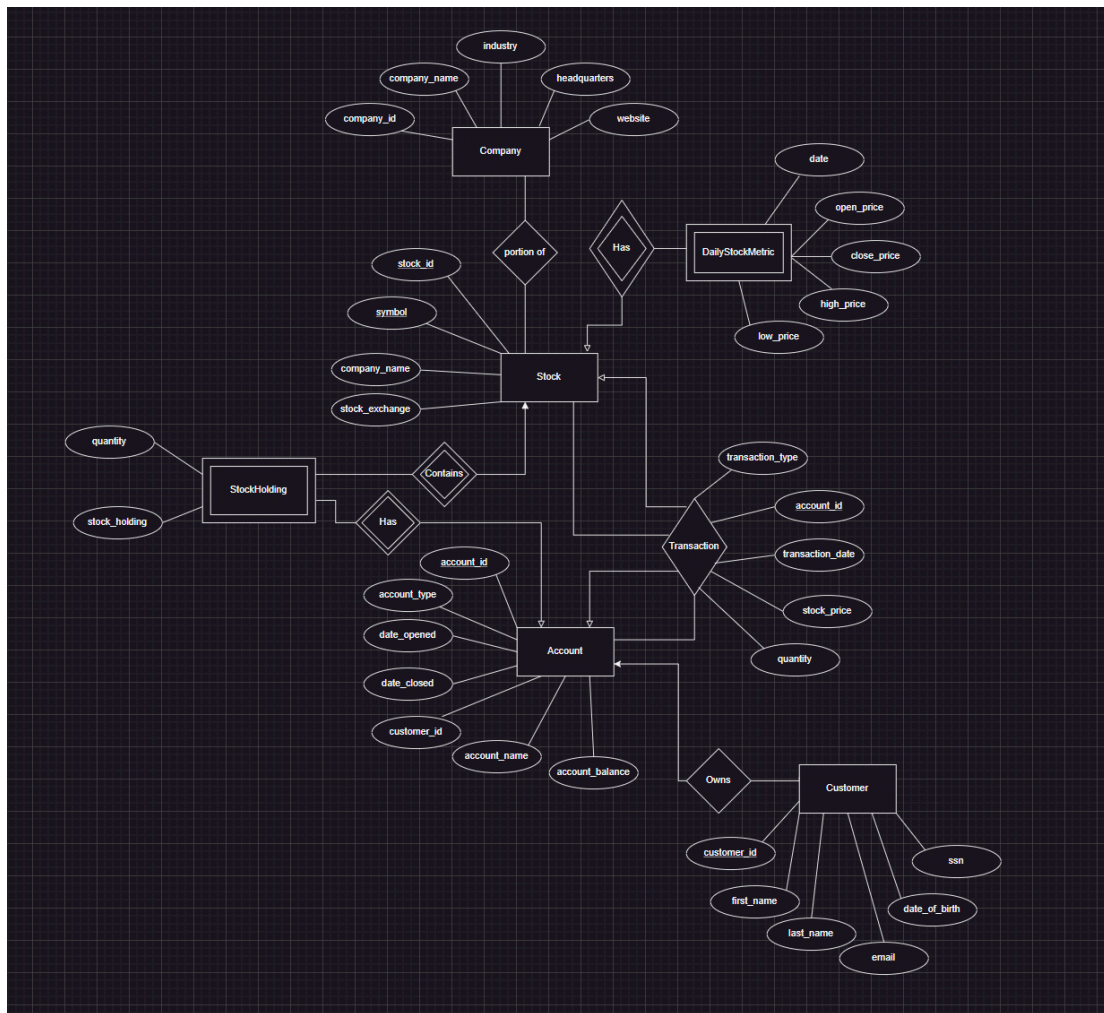 industry
company_name
headquarters
company_id
website
Company
date
open_price
Has
DailyStockMetric
portion of
close_price
stock_id
high_price
symbol
low_price
company_name
Stock
stock_exchange
quantity
transaction_type
Contains
StockHolding
account_id
stock_holding
Has
Transaction
transaction_date
account_id
account_type
stock_price
date_opened
Account
quantity
date_closed
customer_id
account_name
account_balance
Owns
Customer
customer_id
ssn
first_name
date_of_birth
last_name
email